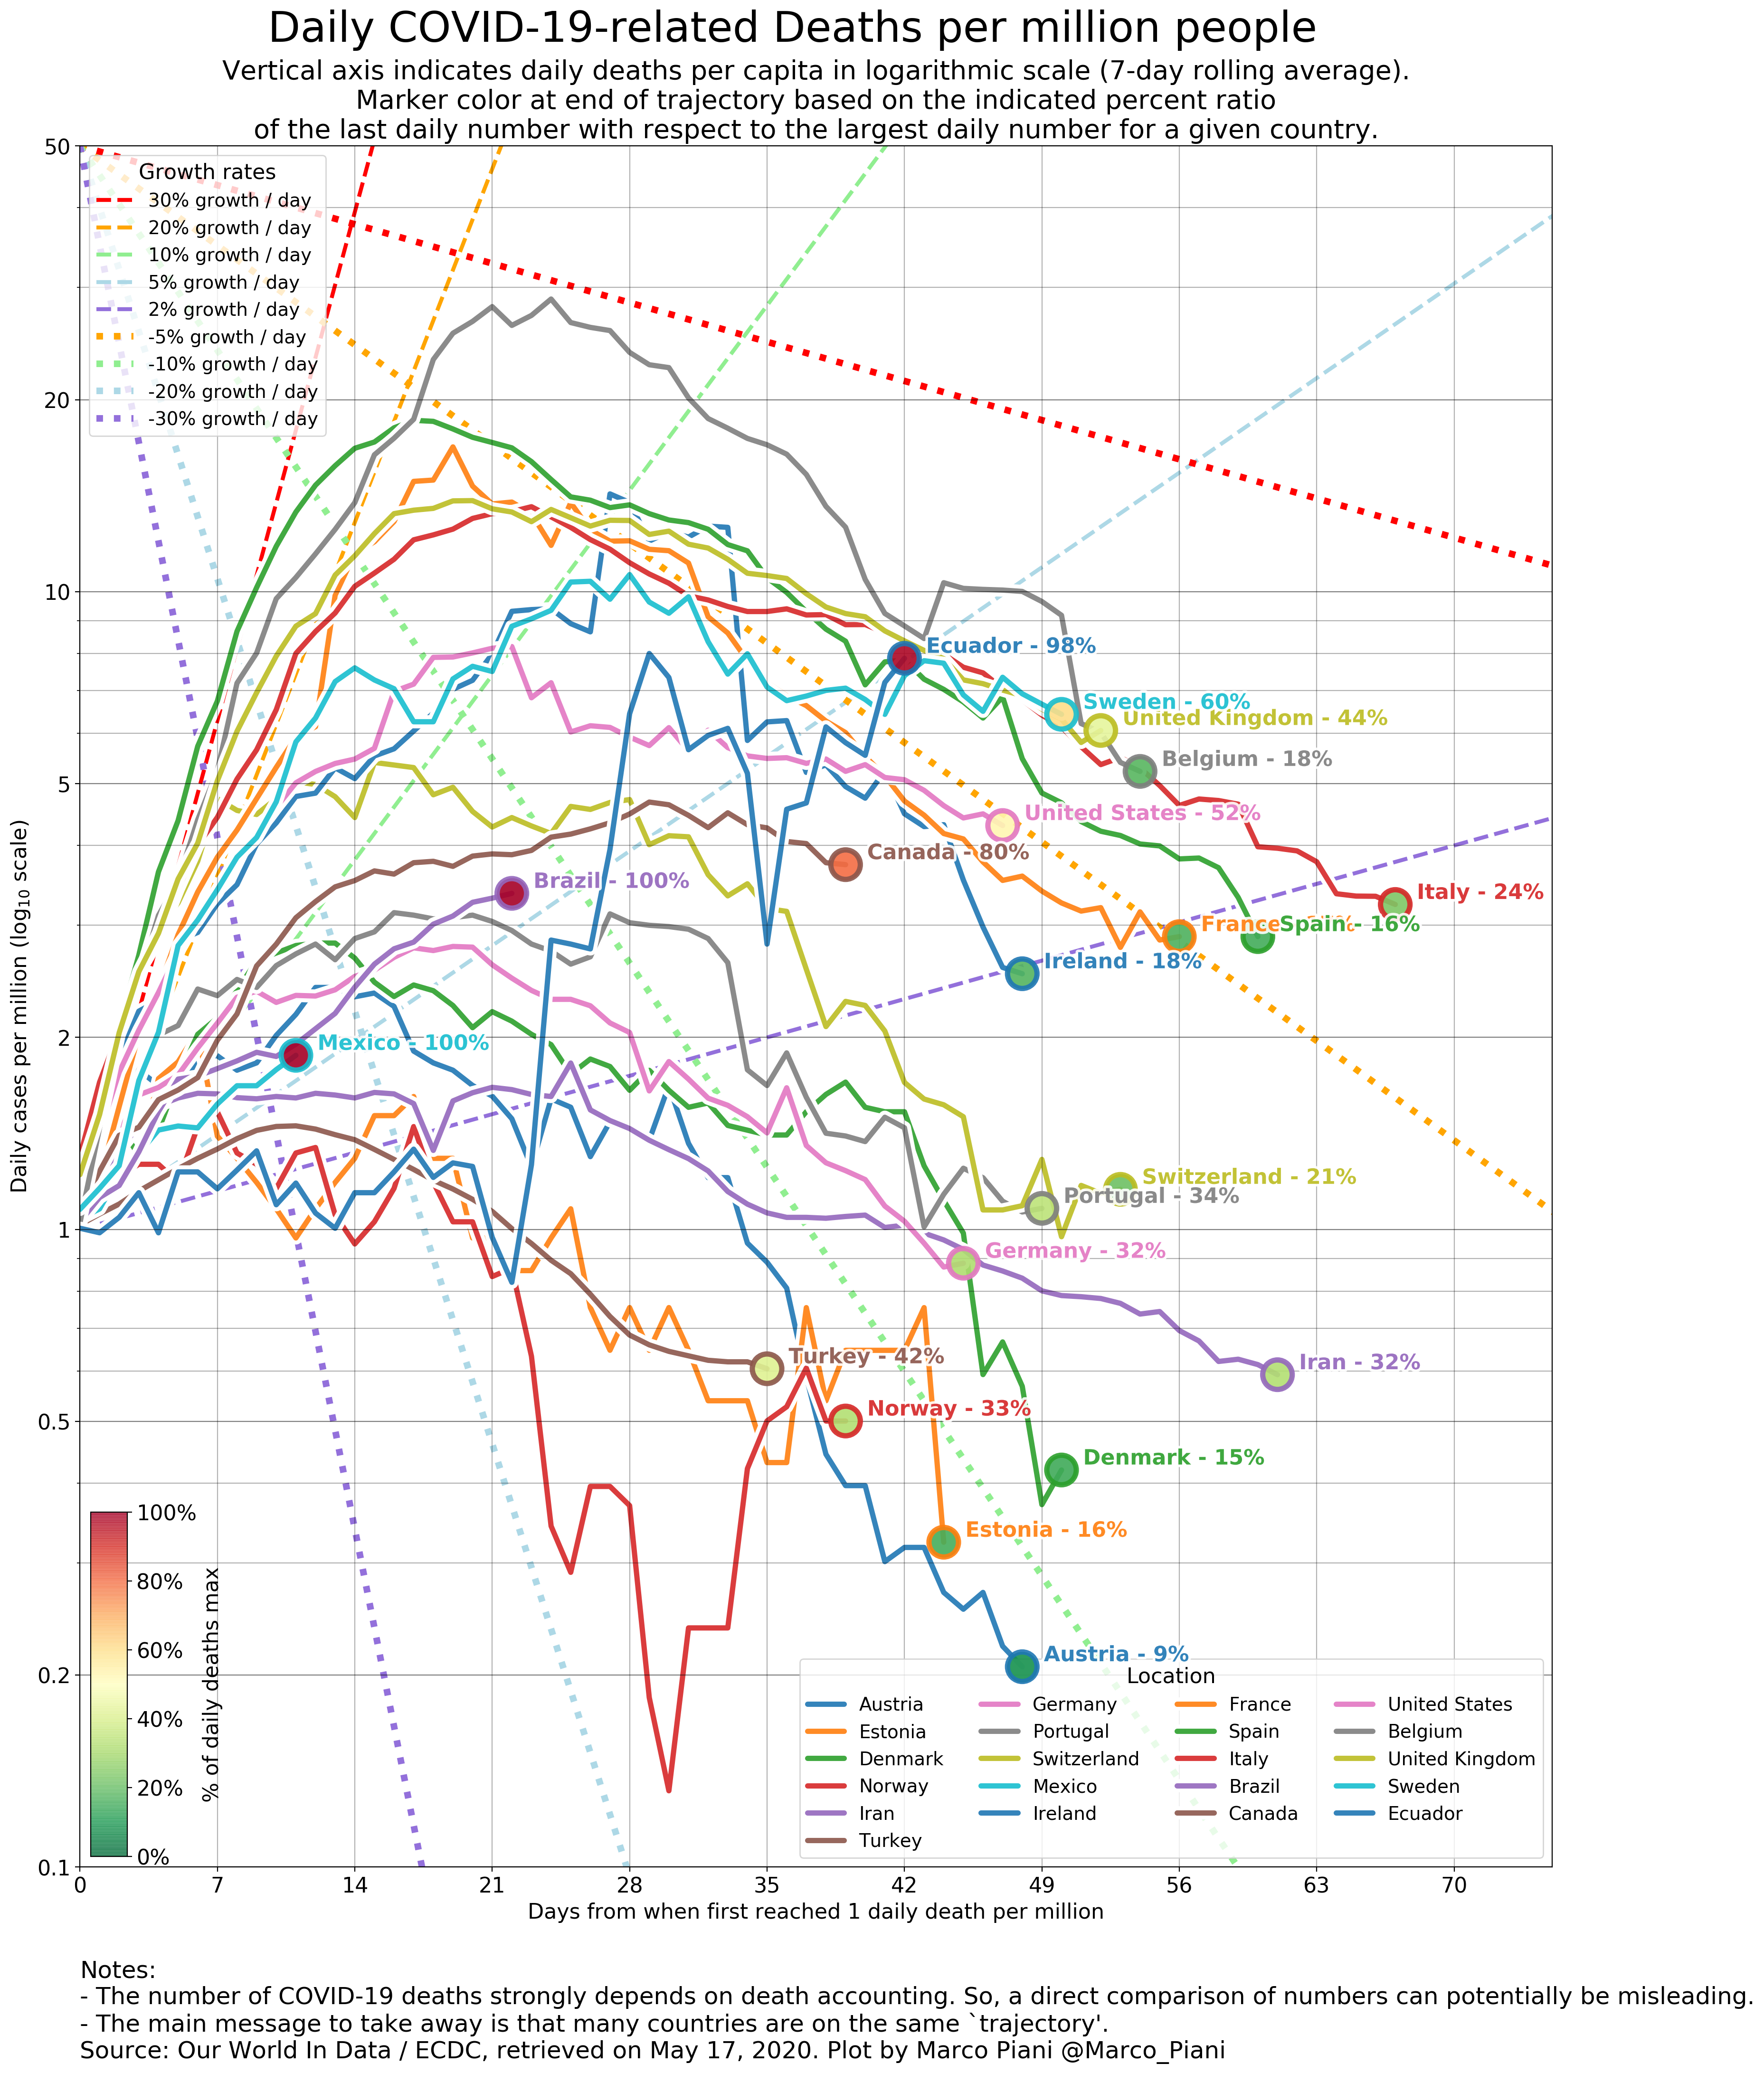 Daily COVID-19-related Deaths per million people
Vertical axis indicates daily deaths per capita in logarithmic scale (7-day rolling average).
Marker color at end of trajectory based on the indicated percent ratio
of the last daily number with respect to the largest daily number for a given country.
Growth rates
30% growth / day
20% growth / day
10% growth / day
5% growth / day
2% growth / day
-5% growth / day
-10% growth / day
-20% growth / day
-30% growth / day
50
20
10
5
2
1
0.5
0.2
0.1
Daily cases per million (log₁₀ scale)
Ecuador - 98%
Sweden - 60%
United Kingdom - 44%
Belgium - 18%
United States - 52%
Canada - 80%
Brazil - 100%
Italy - 24%
France
Spain - 16%
Ireland - 18%
Mexico - 100%
Switzerland - 21%
Portugal - 34%
Germany - 32%
Turkey - 42%
Iran - 32%
Norway - 33%
Denmark - 15%
Estonia - 16%
Austria - 9%
100%
80%
60%
40%
20%
0%
% of daily deaths max
Location
Austria
Estonia
Denmark
Norway
Iran
Turkey
Germany
Portugal
Switzerland
Mexico
Ireland
France
Spain
Italy
Brazil
Canada
United States
Belgium
United Kingdom
Sweden
Ecuador
0 7 14 21 28 35 42 49 56 63 70
Days from when first reached 1 daily death per million
Notes:
- The number of COVID-19 deaths strongly depends on death accounting. So, a direct comparison of numbers can potentially be misleading.
- The main message to take away is that many countries are on the same `trajectory'.
Source: Our World In Data / ECDC, retrieved on May 17, 2020. Plot by Marco Piani @Marco_Piani